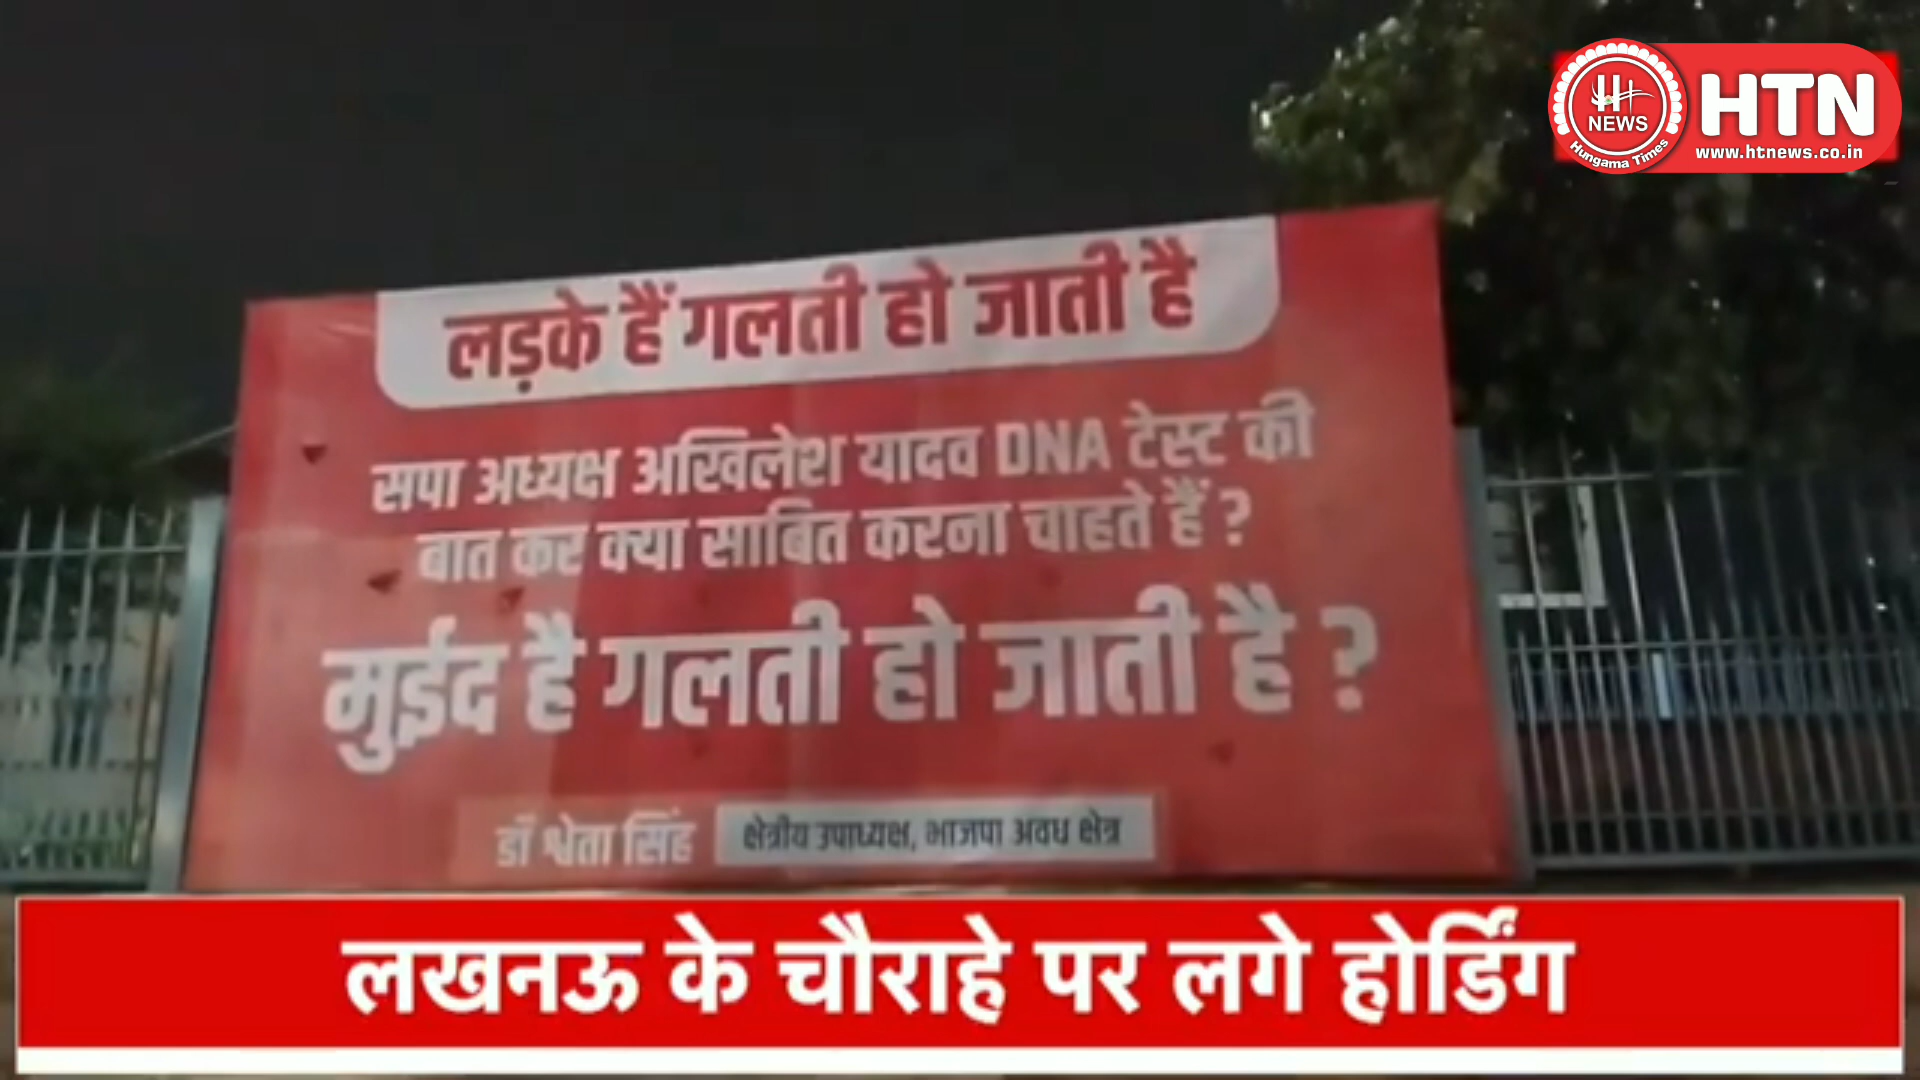 H
NEWS
Hungama Times
HTN
www.htnews.co.in
लड़के हैं गलती हो जाती है
सपा अध्यक्ष अखिलेश यादव DNA टेस्ट की
बात कर क्या साबित करना चाहते हैं ?
मुईद है गलती हो जाती है ?
डॉ श्वेता सिंह
क्षेत्रीय उपाध्यक्ष, भाजपा अवध क्षेत्र
लखनऊ के चौराहे पर लगे होर्डिंग